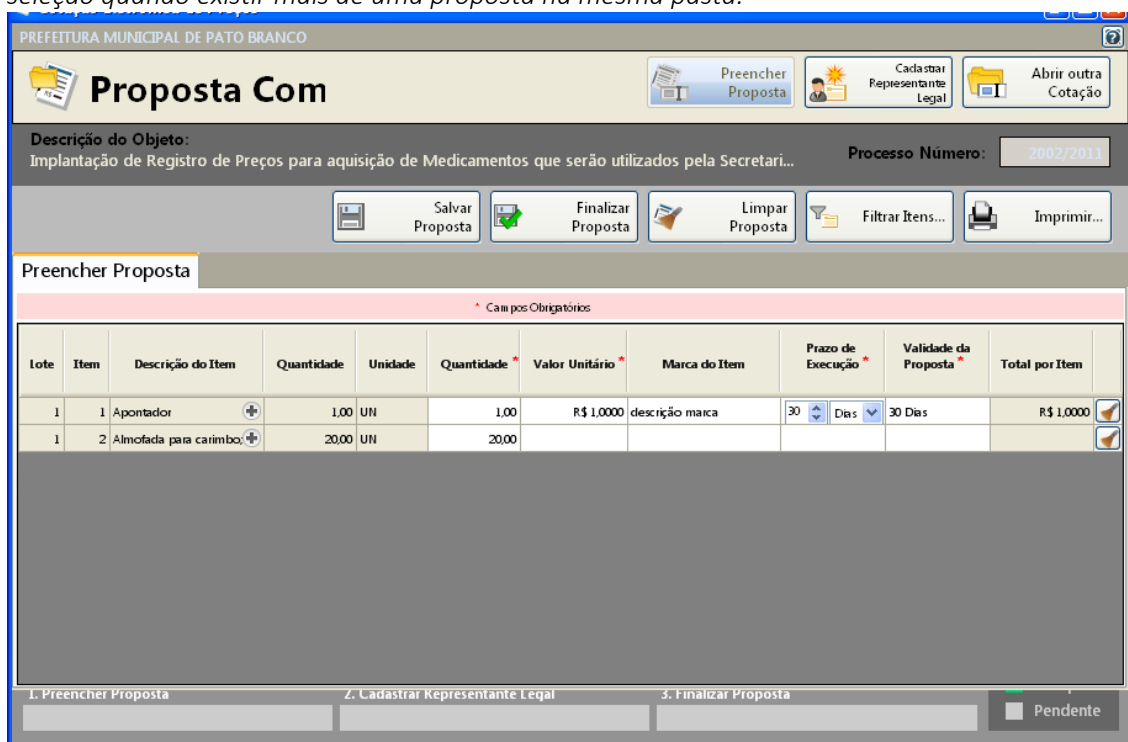 seleção quando existir mais de uma proposta na mesma pasta.
PREFEITURA MUNICIPAL DE PATO BRANCO
Proposta Com
Preencher
Proposta
Cadastrar
Representante
Legal
Abrir outra
Cotação
Descrição do Objeto:
Implantação de Registro de Preços para aquisição de Medicamentos que serão utilizados pela Secretari...
Processo Número:
2002/2011
Salvar
Proposta
Finalizar
Proposta
Limpar
Proposta
Filtrar Itens...
Imprimir...
Preencher Proposta
* Campos Obrigatórios
Lote Item Descrição do Item Quantidade Unidade Quantidade * Valor Unitário * Marca do Item Prazo de Execução * Validade da Proposta * Total por Item
1 1 Apontador 1,00 UN 1,00 R$ 1,0000 descrição marca 30 Dias 30 Dias R$ 1,0000
1 2 Almofada para carimbo; 20,00 UN 20,00
1. Preencher Proposta 2. Cadastrar Representante Legal 3. Finalizar Proposta
Pendente